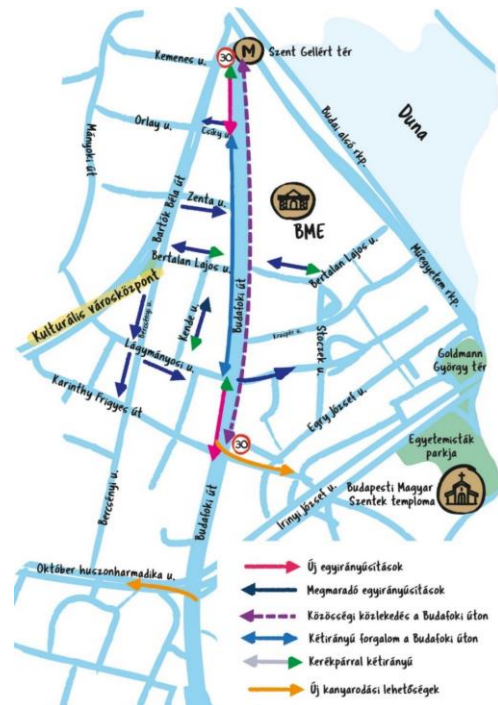 Kemenes u.
30
M
Szent Gellért tér
Orlay u.
Csíky u.
Mányoki út
Bartók Béla út
Budai alsó rkp.
Duna
Zenta u.
BME
Bertalan Lajos u.
Bertalan Lajos u.
Műegyetem rkp.
Kulturális városközpont
Bercsényi u.
Kende u.
Budafoki út
Stoczek u.
Lágymányosi u.
Goldmann
György tér
Karinthy Frigyes út
Egry József u.
30
Egyetemisták
parkja
Bercsényi u.
Budafoki út
Irinyi József u.
Budapesti Magyar
Szentek temploma
Október huszonharmadika u.
Új egyirányúsítások
Megmaradó egyirányúsítások
Közösségi közlekedés a Budafoki úton
Kétirányú forgalom a Budafoki úton
Kerékpárral kétirányú
Új kanyarodási lehetőségek